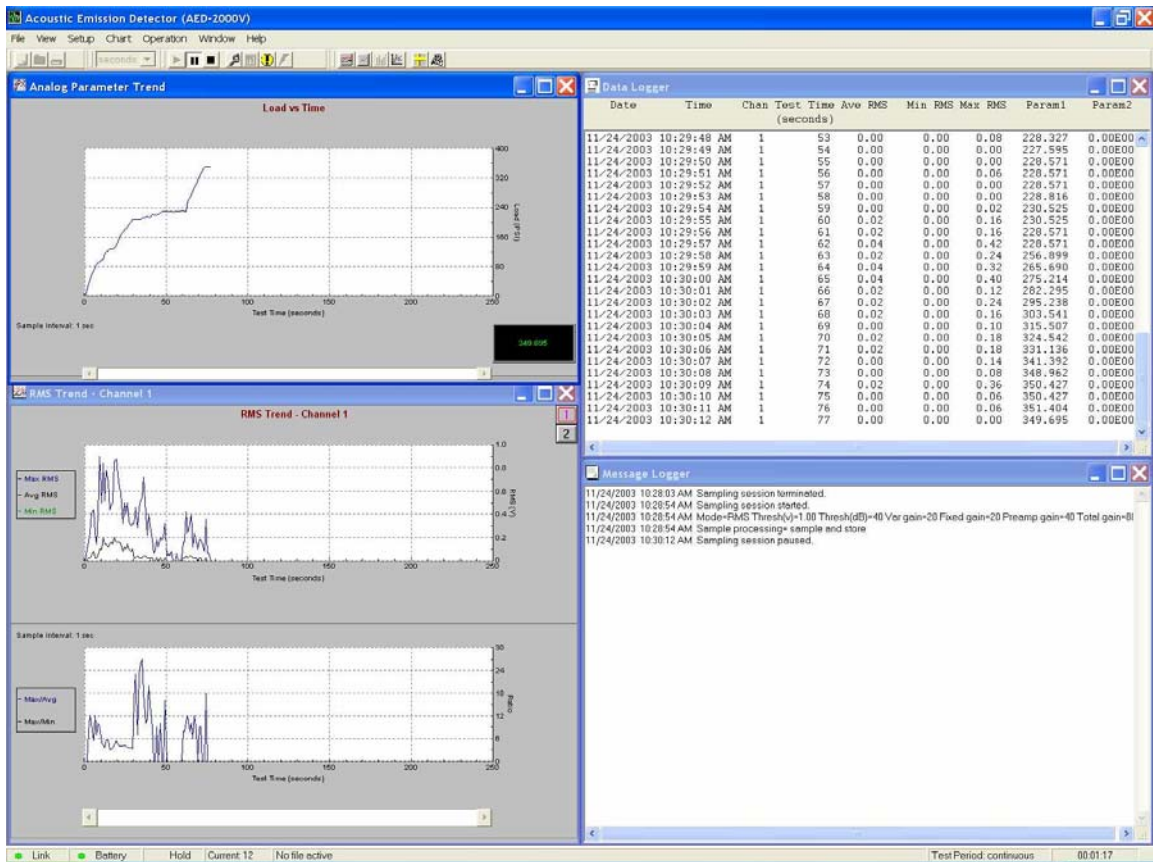 Acoustic Emission Detector (AED-2000V)
File View Setup Chart Operation Window Help
seconds
Analog Parameter Trend
Load vs Time
400
320
240
160
80
Load (PSI)
0 50 100 150 200 250
Test Time (seconds)
Sample interval: 1 sec
349.695
RMS Trend - Channel 1
RMS Trend - Channel 1
1
2
Max RMS
Avg RMS
Min RMS
1.0
0.8
0.6
0.4
0.2
0
RMS (V)
0 50 100 150 200 250
Test Time (seconds)
Sample interval: 1 sec
Max/Avg
Max/Min
30
24
18
12
6
0
Ratio
0 50 100 150 200 250
Test Time (seconds)
Data Logger
Date Time Chan Test Time Ave RMS Min RMS Max RMS Param1 Param2
(seconds)
11/24/2003 10:29:48 AM 1 53 0.00 0.00 0.08 228.327 0.00E00
11/24/2003 10:29:49 AM 1 54 0.00 0.00 0.00 227.595 0.00E00
11/24/2003 10:29:50 AM 1 55 0.00 0.00 0.00 228.571 0.00E00
11/24/2003 10:29:51 AM 1 56 0.00 0.00 0.06 228.571 0.00E00
11/24/2003 10:29:52 AM 1 57 0.00 0.00 0.00 228.571 0.00E00
11/24/2003 10:29:53 AM 1 58 0.00 0.00 0.00 228.816 0.00E00
11/24/2003 10:29:54 AM 1 59 0.00 0.00 0.02 230.525 0.00E00
11/24/2003 10:29:55 AM 1 60 0.02 0.00 0.16 230.525 0.00E00
11/24/2003 10:29:56 AM 1 61 0.02 0.00 0.16 228.571 0.00E00
11/24/2003 10:29:57 AM 1 62 0.04 0.00 0.42 228.571 0.00E00
11/24/2003 10:29:58 AM 1 63 0.02 0.00 0.24 256.899 0.00E00
11/24/2003 10:29:59 AM 1 64 0.04 0.00 0.32 265.690 0.00E00
11/24/2003 10:30:00 AM 1 65 0.04 0.00 0.40 275.214 0.00E00
11/24/2003 10:30:01 AM 1 66 0.02 0.00 0.12 282.295 0.00E00
11/24/2003 10:30:02 AM 1 67 0.02 0.00 0.24 295.238 0.00E00
11/24/2003 10:30:03 AM 1 68 0.02 0.00 0.16 303.541 0.00E00
11/24/2003 10:30:04 AM 1 69 0.00 0.00 0.10 315.507 0.00E00
11/24/2003 10:30:05 AM 1 70 0.02 0.00 0.18 324.542 0.00E00
11/24/2003 10:30:06 AM 1 71 0.02 0.00 0.18 331.136 0.00E00
11/24/2003 10:30:07 AM 1 72 0.00 0.00 0.14 341.392 0.00E00
11/24/2003 10:30:08 AM 1 73 0.00 0.00 0.08 348.962 0.00E00
11/24/2003 10:30:09 AM 1 74 0.02 0.00 0.36 350.427 0.00E00
11/24/2003 10:30:10 AM 1 75 0.00 0.00 0.06 350.427 0.00E00
11/24/2003 10:30:11 AM 1 76 0.00 0.00 0.06 351.404 0.00E00
11/24/2003 10:30:12 AM 1 77 0.00 0.00 0.00 349.695 0.00E00
Message Logger
11/24/2003 10:28:03 AM Sampling session terminated.
11/24/2003 10:28:54 AM Sampling session started.
11/24/2003 10:28:54 AM Mode=RMS Thresh(v)=1.00 Thresh(dB)=40 Var gain=20 Fixed gain=20 Preamp gain=40 Total gain=8
11/24/2003 10:28:54 AM Sample processing= sample and store
11/24/2003 10:30:12 AM Sampling session paused.
Link Battery Hold Current: 12 No file active Test Period: continuous 00:01:17